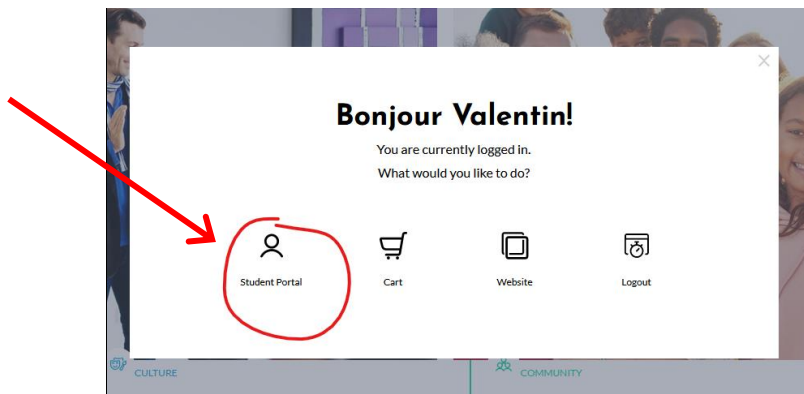 Bonjour Valentin!
You are currently logged in.
What would you like to do?
Student Portal Cart Website Logout
CULTURE COMMUNITY